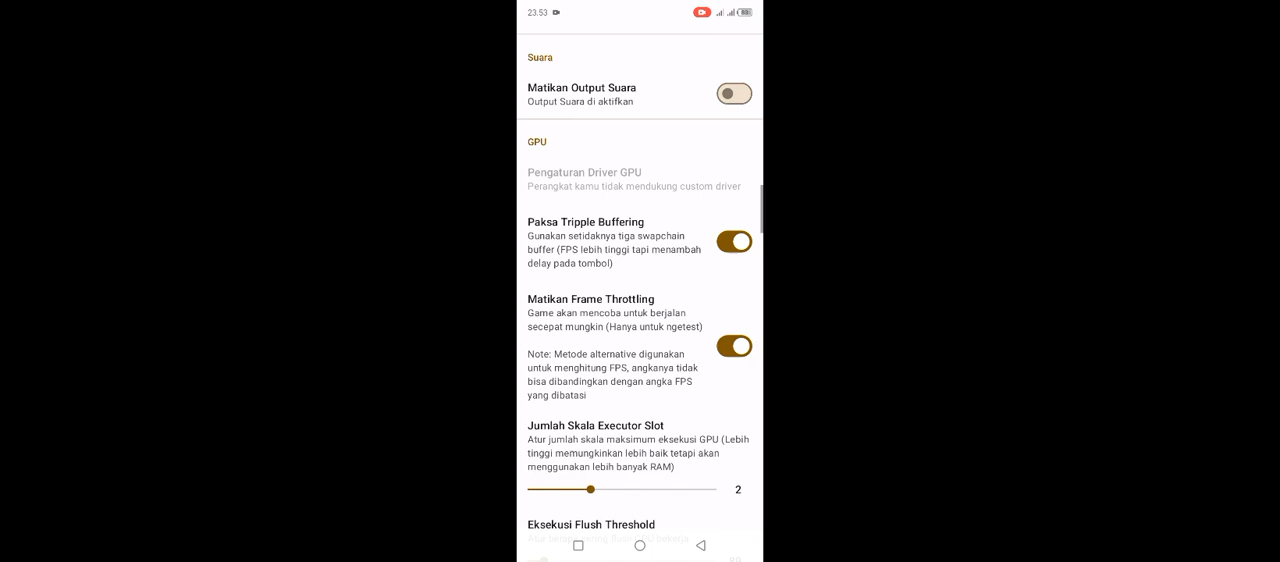 23.53
Suara
Matikan Output Suara
Output Suara di aktifkan
GPU
Pengaturan Driver GPU
Perangkat kamu tidak mendukung custom driver
Paksa Tripple Buffering
Gunakan setidaknya tiga swapchain
buffer (FPS lebih tinggi tapi menambah
delay pada tombol)
Matikan Frame Throttling
Game akan mencoba untuk berjalan
secepat mungkin (Hanya untuk ngetest)
Note: Metode alternative digunakan
untuk menghitung FPS, angkanya tidak
bisa dibandingkan dengan angka FPS
yang dibatasi
Jumlah Skala Executor Slot
Atur jumlah skala maksimum eksekusi GPU (Lebih
tinggi memungkinkan lebih baik tetapi akan
menggunakan lebih banyak RAM)
2
Eksekusi Flush Threshold